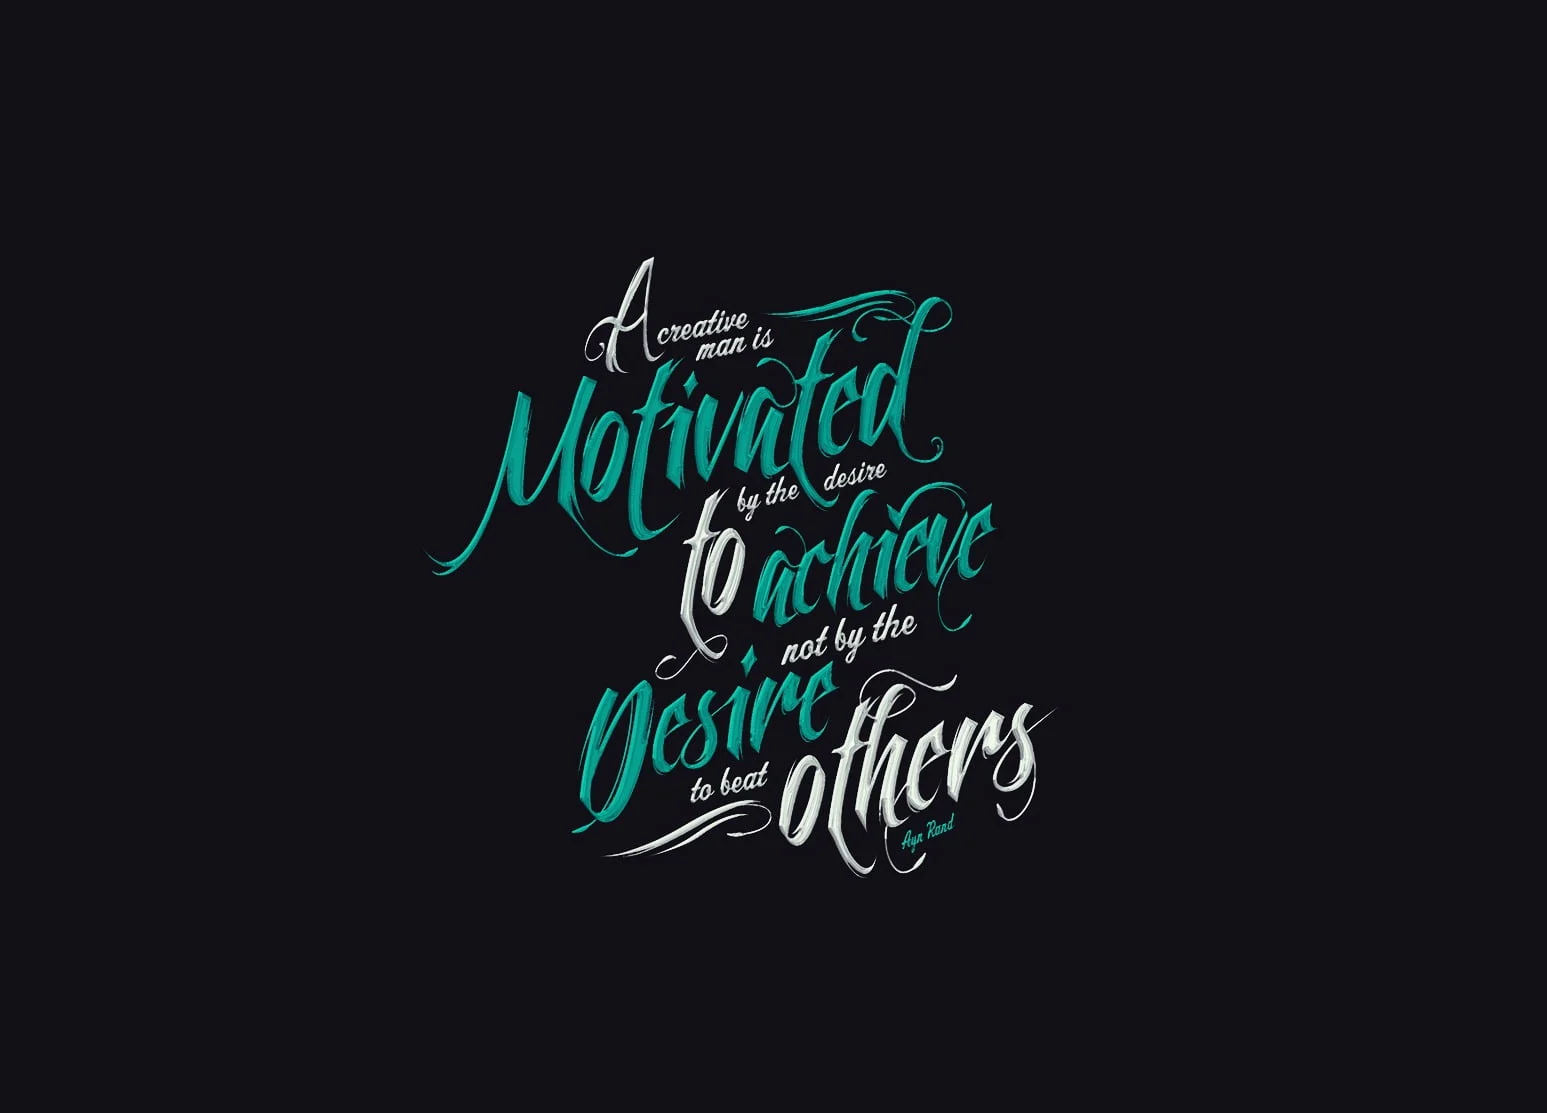 A creative
man is
Motivated
by the desire
to achieve
not by the
Desire
to beat
others
Ayn Rand